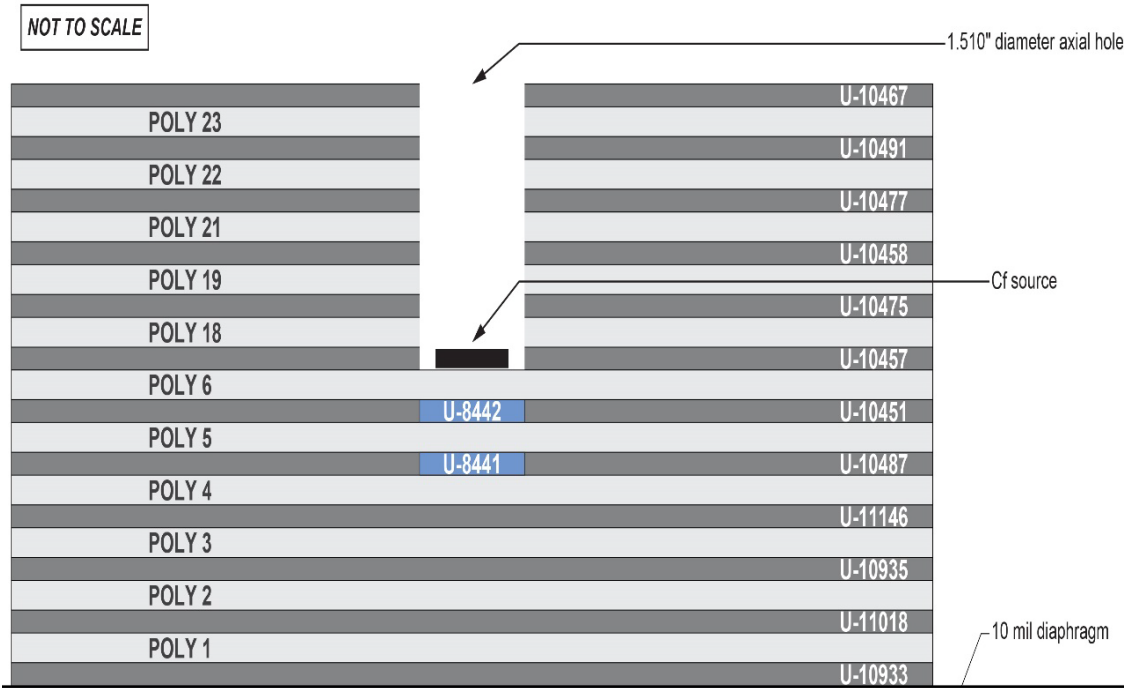 NOT TO SCALE
1.510" diameter axial hole
U-10467
POLY 23
U-10491
POLY 22
U-10477
POLY 21
U-10458
POLY 19
Cf source
U-10475
POLY 18
U-10457
POLY 6
U-8442 U-10451
POLY 5
U-8441 U-10487
POLY 4
U-11146
POLY 3
U-10935
POLY 2
U-11018
10 mil diaphragm
POLY 1
U-10933